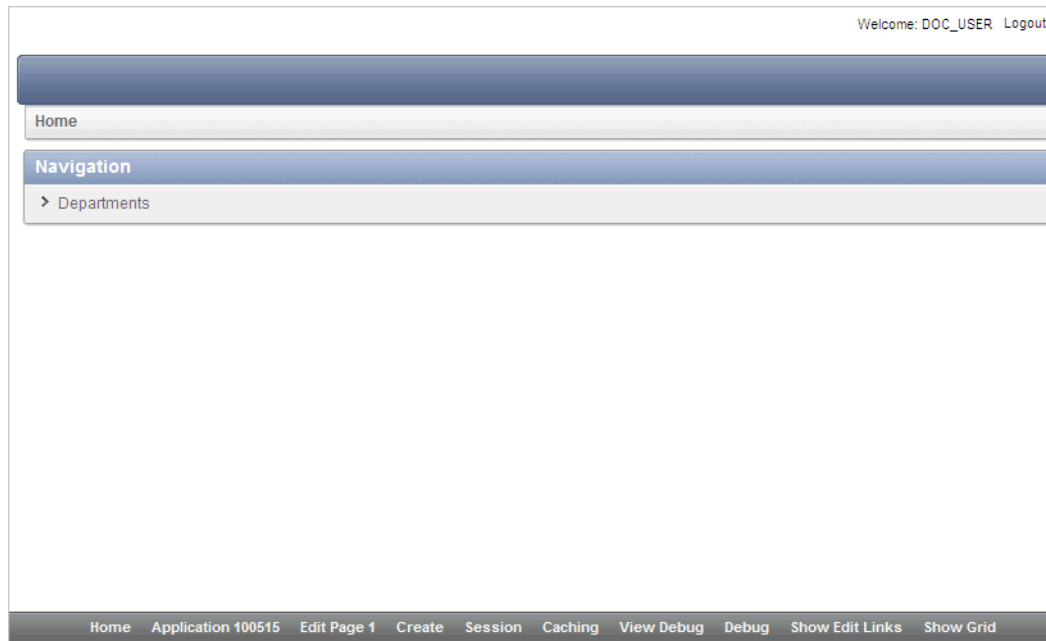 Welcome: DOC_USER Logout
Home
Navigation
Departments
Home Application 100515 Edit Page 1 Create Session Caching View Debug Debug Show Edit Links Show Grid